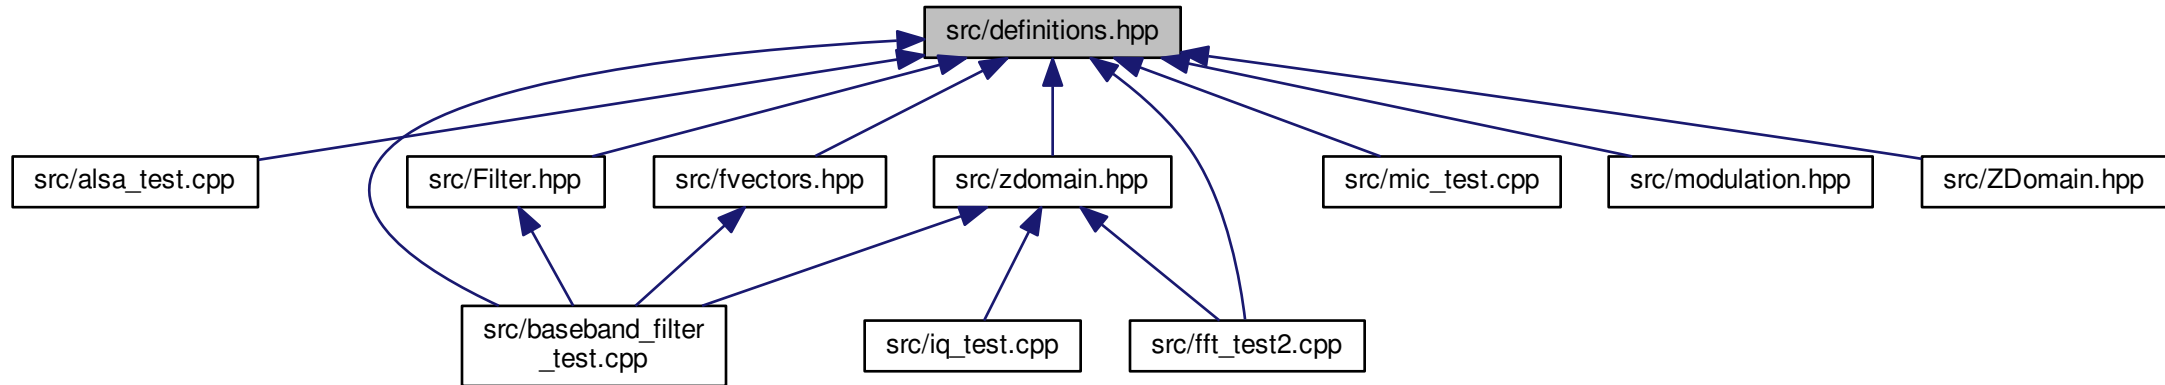 src/definitions.hpp
src/alsa_test.cpp
src/Filter.hpp
src/fvectors.hpp
src/zdomain.hpp
src/mic_test.cpp
src/modulation.hpp
src/ZDomain.hpp
src/baseband_filter
_test.cpp
src/iq_test.cpp
src/fft_test2.cpp